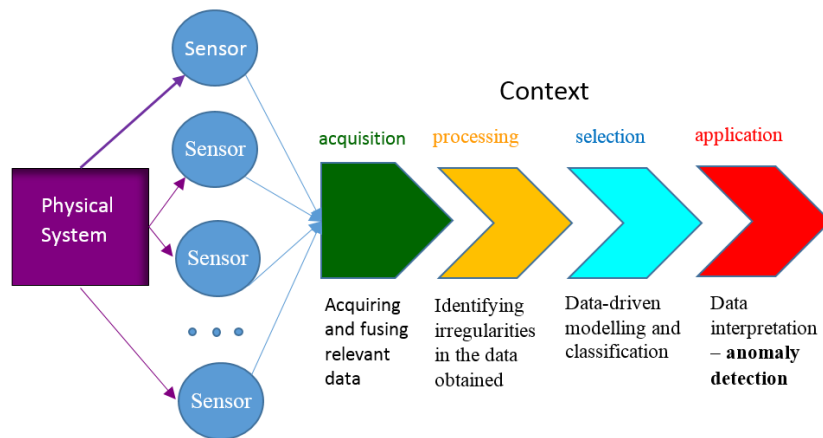 Sensor
Context
acquisition
processing
selection
application
Sensor
Physical
System
Sensor
Sensor
Acquiring
and fusing
relevant
data
Identifying
irregularities
in the data
obtained
Data-driven
modelling and
classification
Data
interpretation
– anomaly
detection